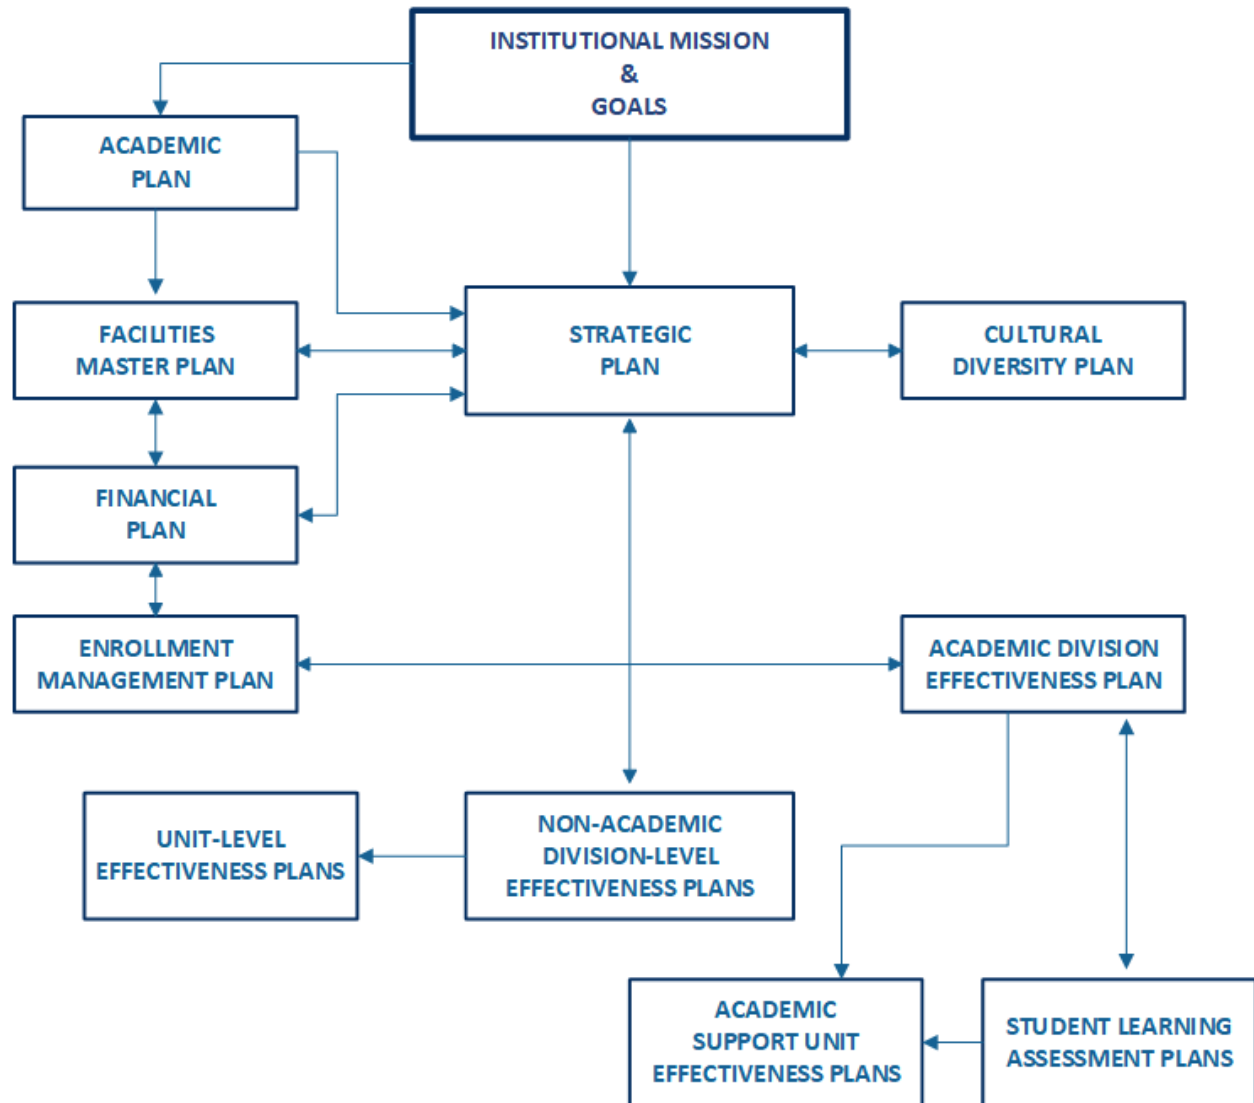 INSTITUTIONAL MISSION
&
GOALS
ACADEMIC
PLAN
FACILITIES
MASTER PLAN
STRATEGIC
PLAN
CULTURAL
DIVERSITY PLAN
FINANCIAL
PLAN
ENROLLMENT
MANAGEMENT PLAN
ACADEMIC DIVISION
EFFECTIVENESS PLAN
UNIT-LEVEL
EFFECTIVENESS PLANS
NON-ACADEMIC
DIVISION-LEVEL
EFFECTIVENESS PLANS
ACADEMIC
SUPPORT UNIT
EFFECTIVENESS PLANS
STUDENT LEARNING
ASSESSMENT PLANS